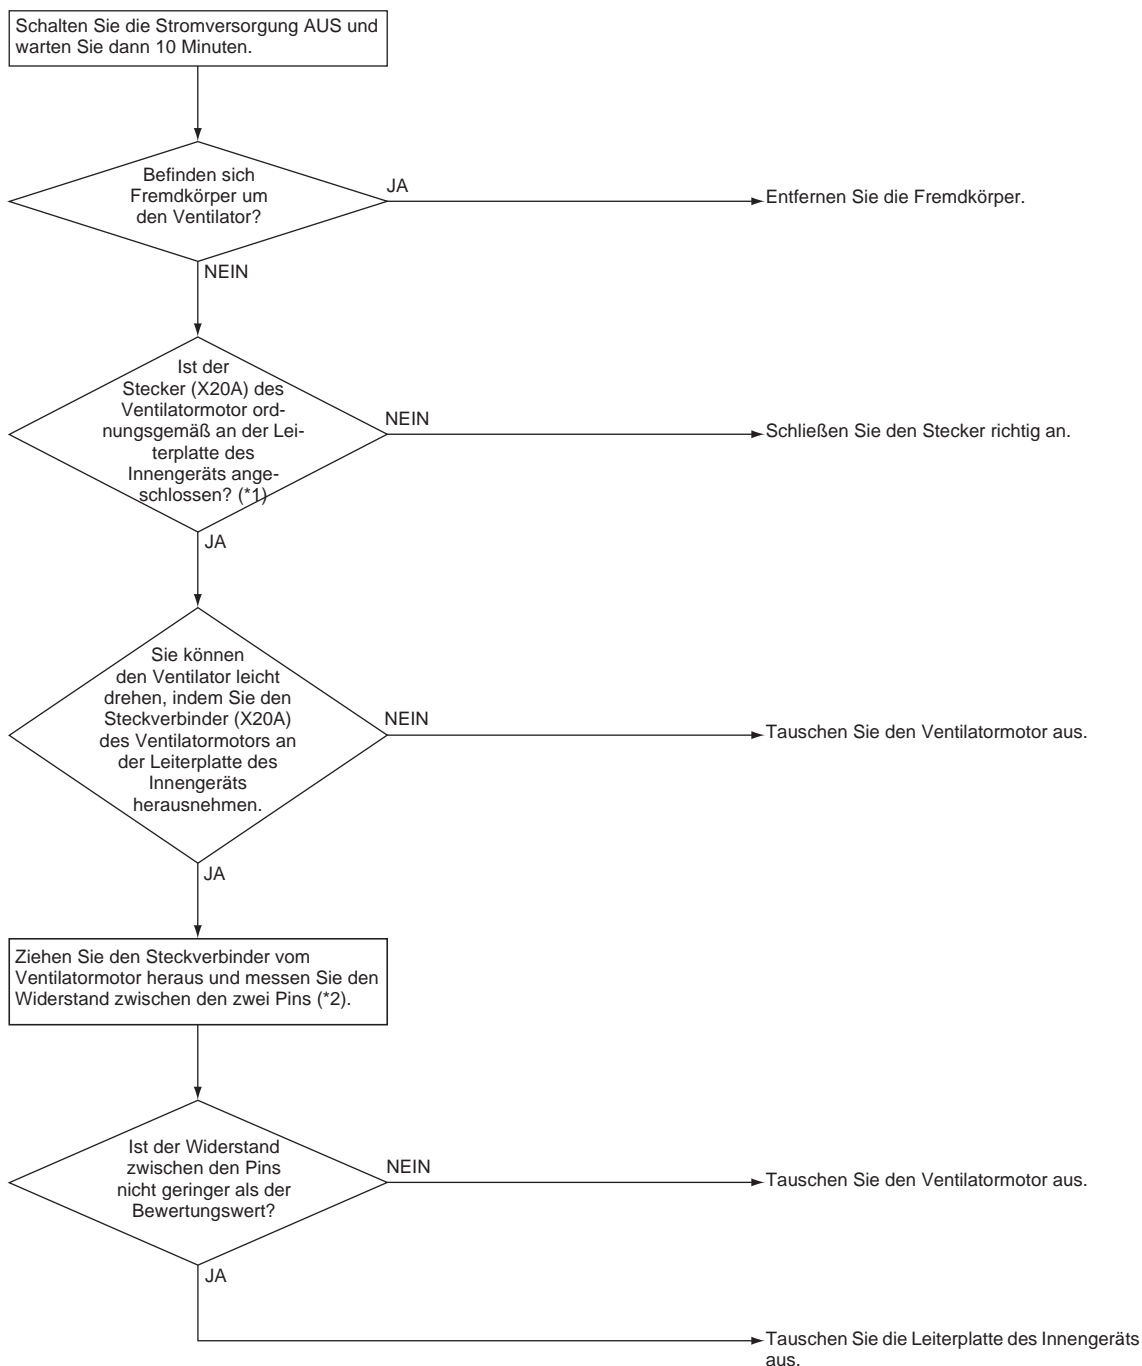 Schalten Sie die Stromversorgung AUS und
warten Sie dann 10 Minuten.
Befinden sich
Fremdkörper um
den Ventilator?
JA
Entfernen Sie die Fremdkörper.
NEIN
Ist der
Stecker (X20A) des
Ventilatormotor ord-
nungsgemäß an der Lei-
terplatte des
Innengeräts ange-
schlossen? (*1)
NEIN
Schließen Sie den Stecker richtig an.
JA
Sie können
den Ventilator leicht
drehen, indem Sie den
Steckverbinder (X20A)
des Ventilatormotors an
der Leiterplatte des
Innengeräts
herausnehmen.
NEIN
Tauschen Sie den Ventilatormotor aus.
JA
Ziehen Sie den Steckverbinder vom
Ventilatormotor heraus und messen Sie den
Widerstand zwischen den zwei Pins (*2).
Ist der Widerstand
zwischen den Pins
nicht geringer als der
Bewertungswert?
NEIN
Tauschen Sie den Ventilatormotor aus.
JA
Tauschen Sie die Leiterplatte des Innengeräts
aus.